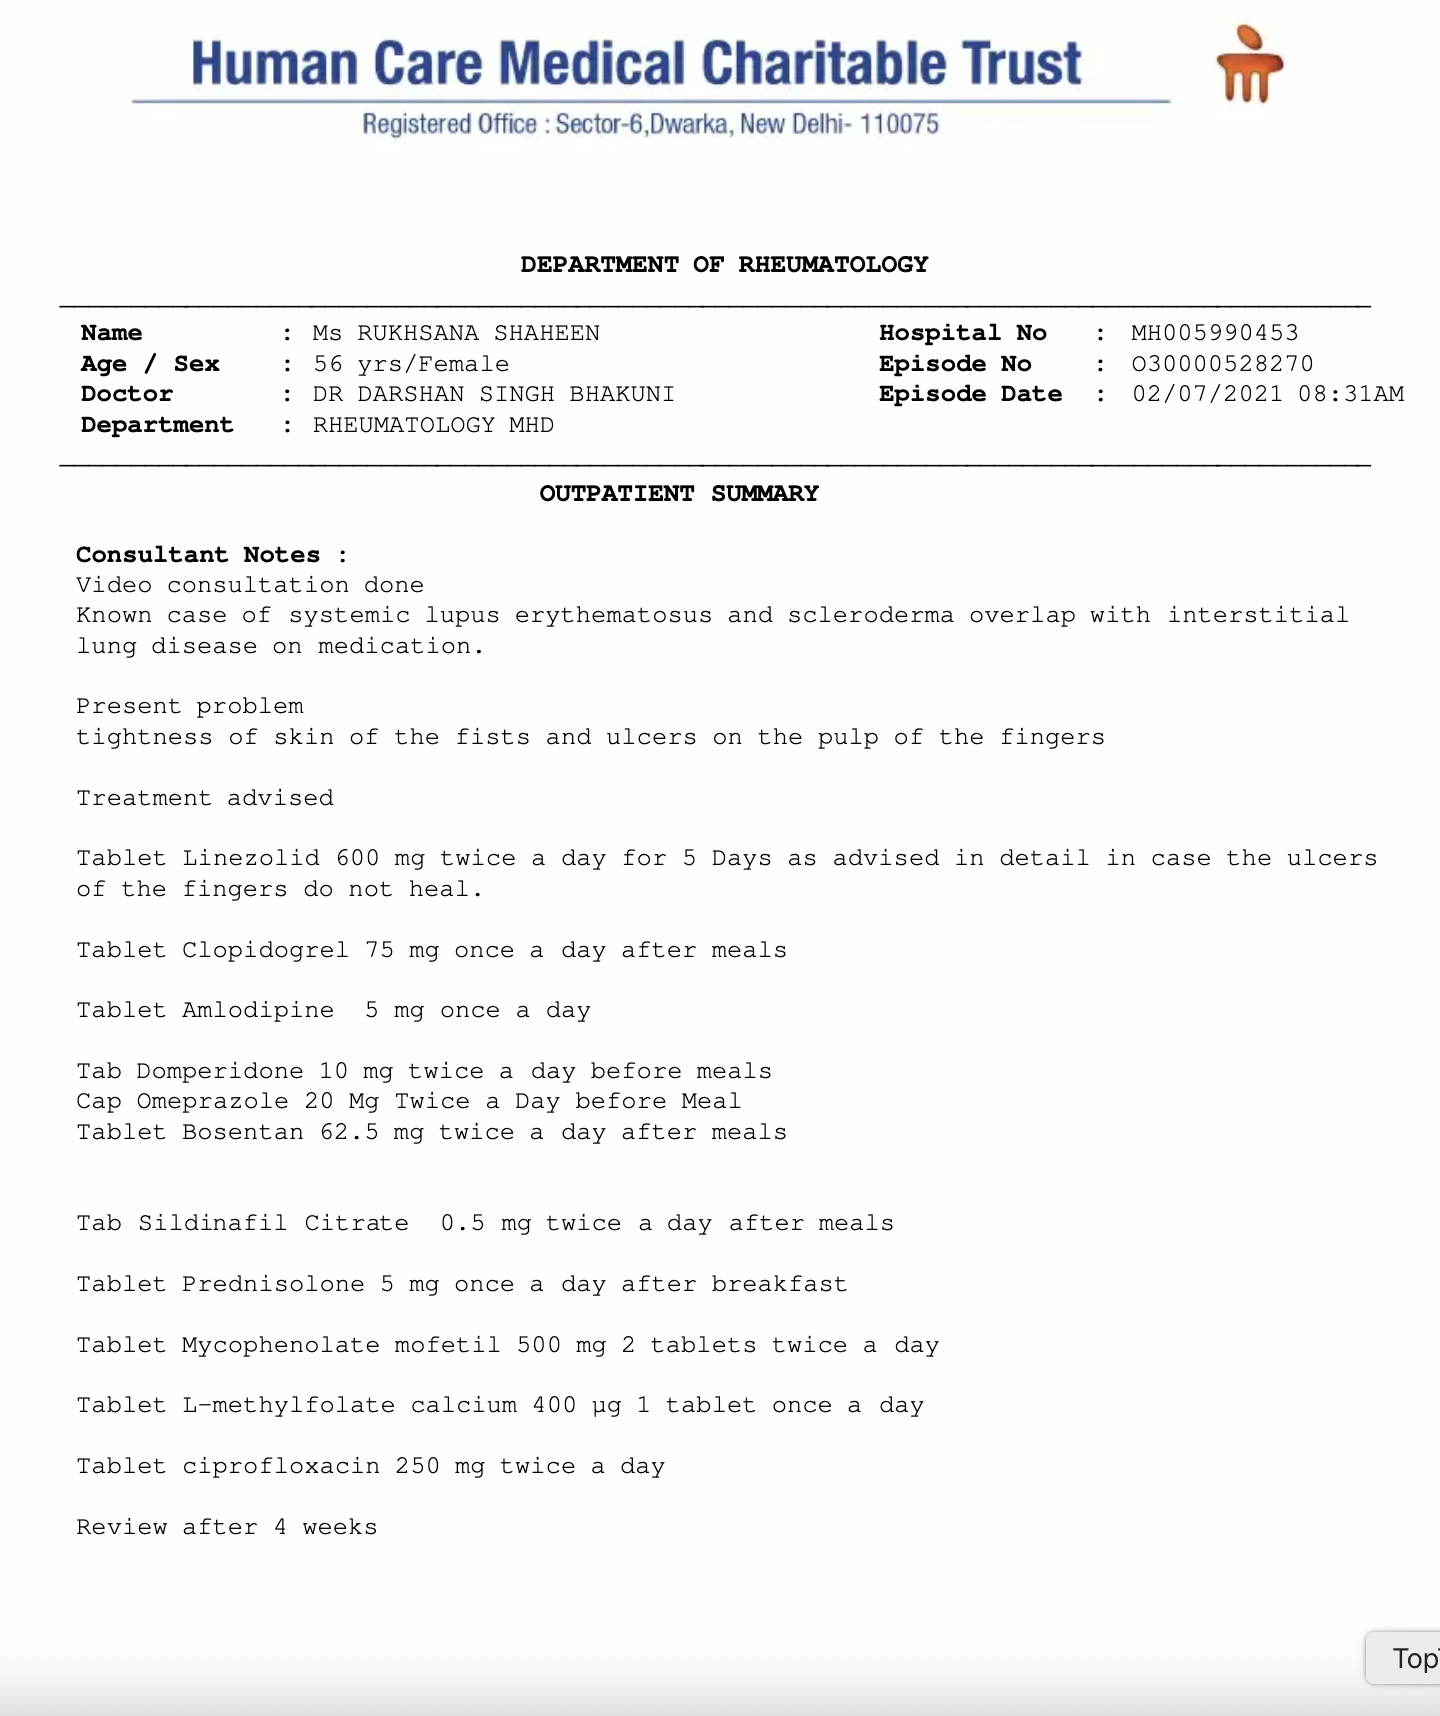 Human Care Medical Charitable Trust
Registered Office : Sector-6,Dwarka, New Delhi- 110075
DEPARTMENT OF RHEUMATOLOGY
Name : Ms RUKHSANA SHAHEEN Hospital No : MH005990453
Age / Sex : 56 yrs/Female Episode No : O30000528270
Doctor : DR DARSHAN SINGH BHAKUNI Episode Date : 02/07/2021 08:31AM
Department : RHEUMATOLOGY MHD
OUTPATIENT SUMMARY
Consultant Notes :
Video consultation done
Known case of systemic lupus erythematosus and scleroderma overlap with interstitial
lung disease on medication.
Present problem
tightness of skin of the fists and ulcers on the pulp of the fingers
Treatment advised
Tablet Linezolid 600 mg twice a day for 5 Days as advised in detail in case the ulcers
of the fingers do not heal.
Tablet Clopidogrel 75 mg once a day after meals
Tablet Amlodipine  5 mg once a day
Tab Domperidone 10 mg twice a day before meals
Cap Omeprazole 20 Mg Twice a Day before Meal
Tablet Bosentan 62.5 mg twice a day after meals
Tab Sildinafil Citrate  0.5 mg twice a day after meals
Tablet Prednisolone 5 mg once a day after breakfast
Tablet Mycophenolate mofetil 500 mg 2 tablets twice a day
Tablet L-methylfolate calcium 400 µg 1 tablet once a day
Tablet ciprofloxacin 250 mg twice a day
Review after 4 weeks
Top